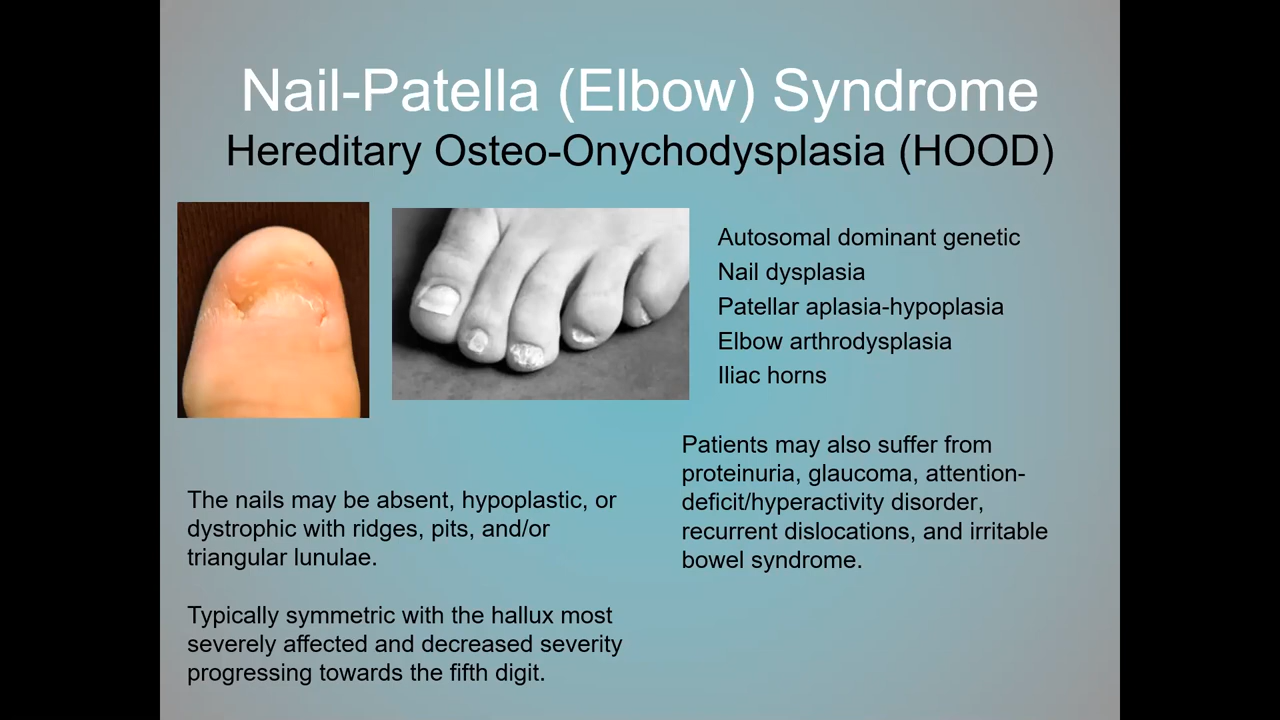 Nail-Patella (Elbow) Syndrome
Hereditary Osteo-Onychodysplasia (HOOD)
Autosomal dominant genetic
Nail dysplasia
Patellar aplasia-hypoplasia
Elbow arthrodysplasia
Iliac horns
Patients may also suffer from
proteinuria, glaucoma, attention-
deficit/hyperactivity disorder,
recurrent dislocations, and irritable
bowel syndrome.
The nails may be absent, hypoplastic, or
dystrophic with ridges, pits, and/or
triangular lunulae.
Typically symmetric with the hallux most
severely affected and decreased severity
progressing towards the fifth digit.